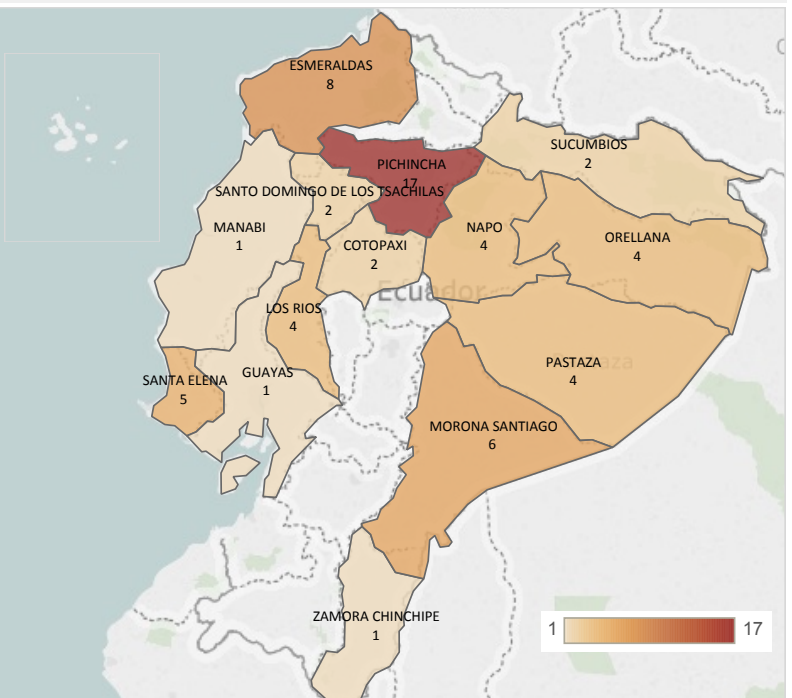 ESMERALDAS
8
SUCUMBIOS
2
PICHINCHA
17
SANTO DOMINGO DE LOS TSACHILAS
2
MANABI
1
NAPO
4
ORELLANA
4
COTOPAXI
2
Ecuador
LOS RIOS
4
PASTAZA
4
GUAYAS
1
SANTA ELENA
5
MORONA SANTIAGO
6
ZAMORA CHINCHIPE
1
1 17